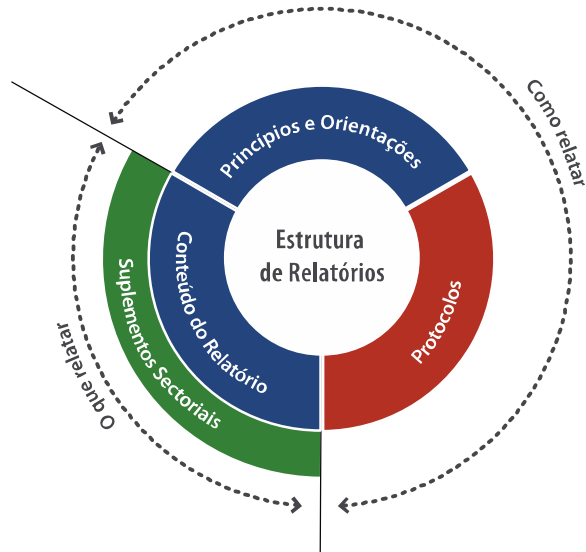 Como relatar
Princípios e Orientações
Estrutura
de Relatórios
Conteúdo do Relatório
Suplementos Sectoriais
Protocolos
O que relatar